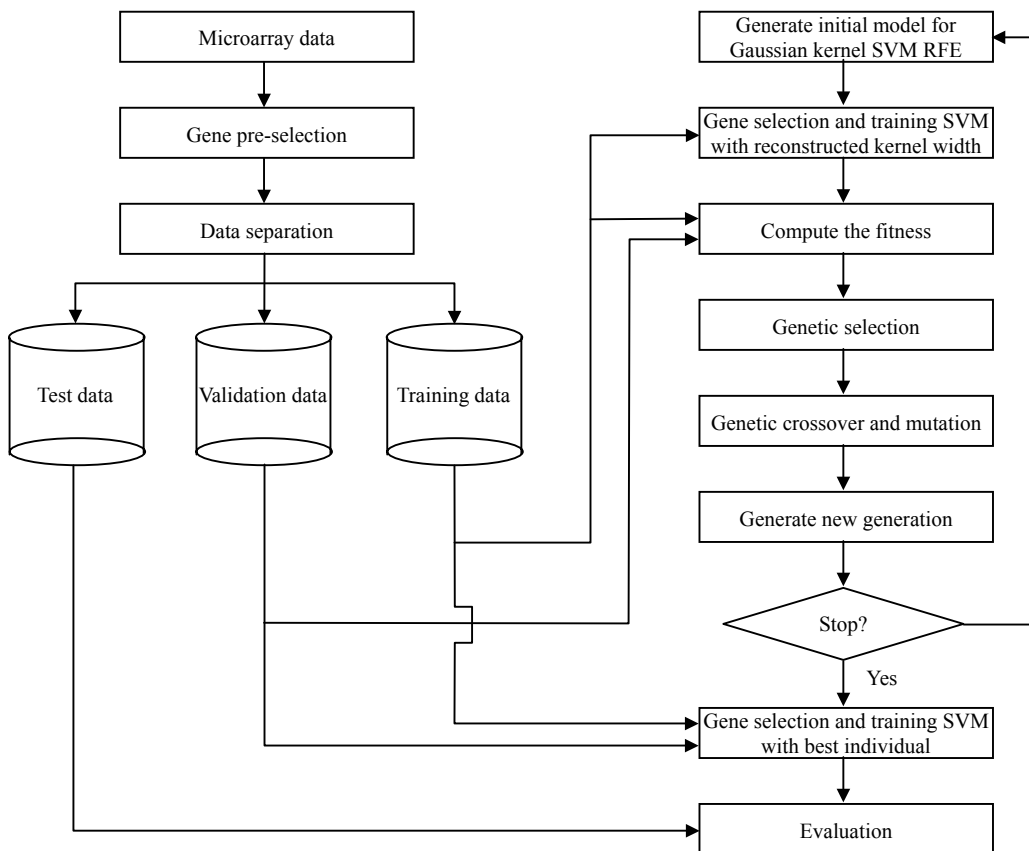 Microarray data
Gene pre-selection
Data separation
Test data
Validation data
Training data
Generate initial model for
Gaussian kernel SVM RFE
Gene selection and training SVM
with reconstructed kernel width
Compute the fitness
Genetic selection
Genetic crossover and mutation
Generate new generation
Stop?
Yes
Gene selection and training SVM
with best individual
Evaluation